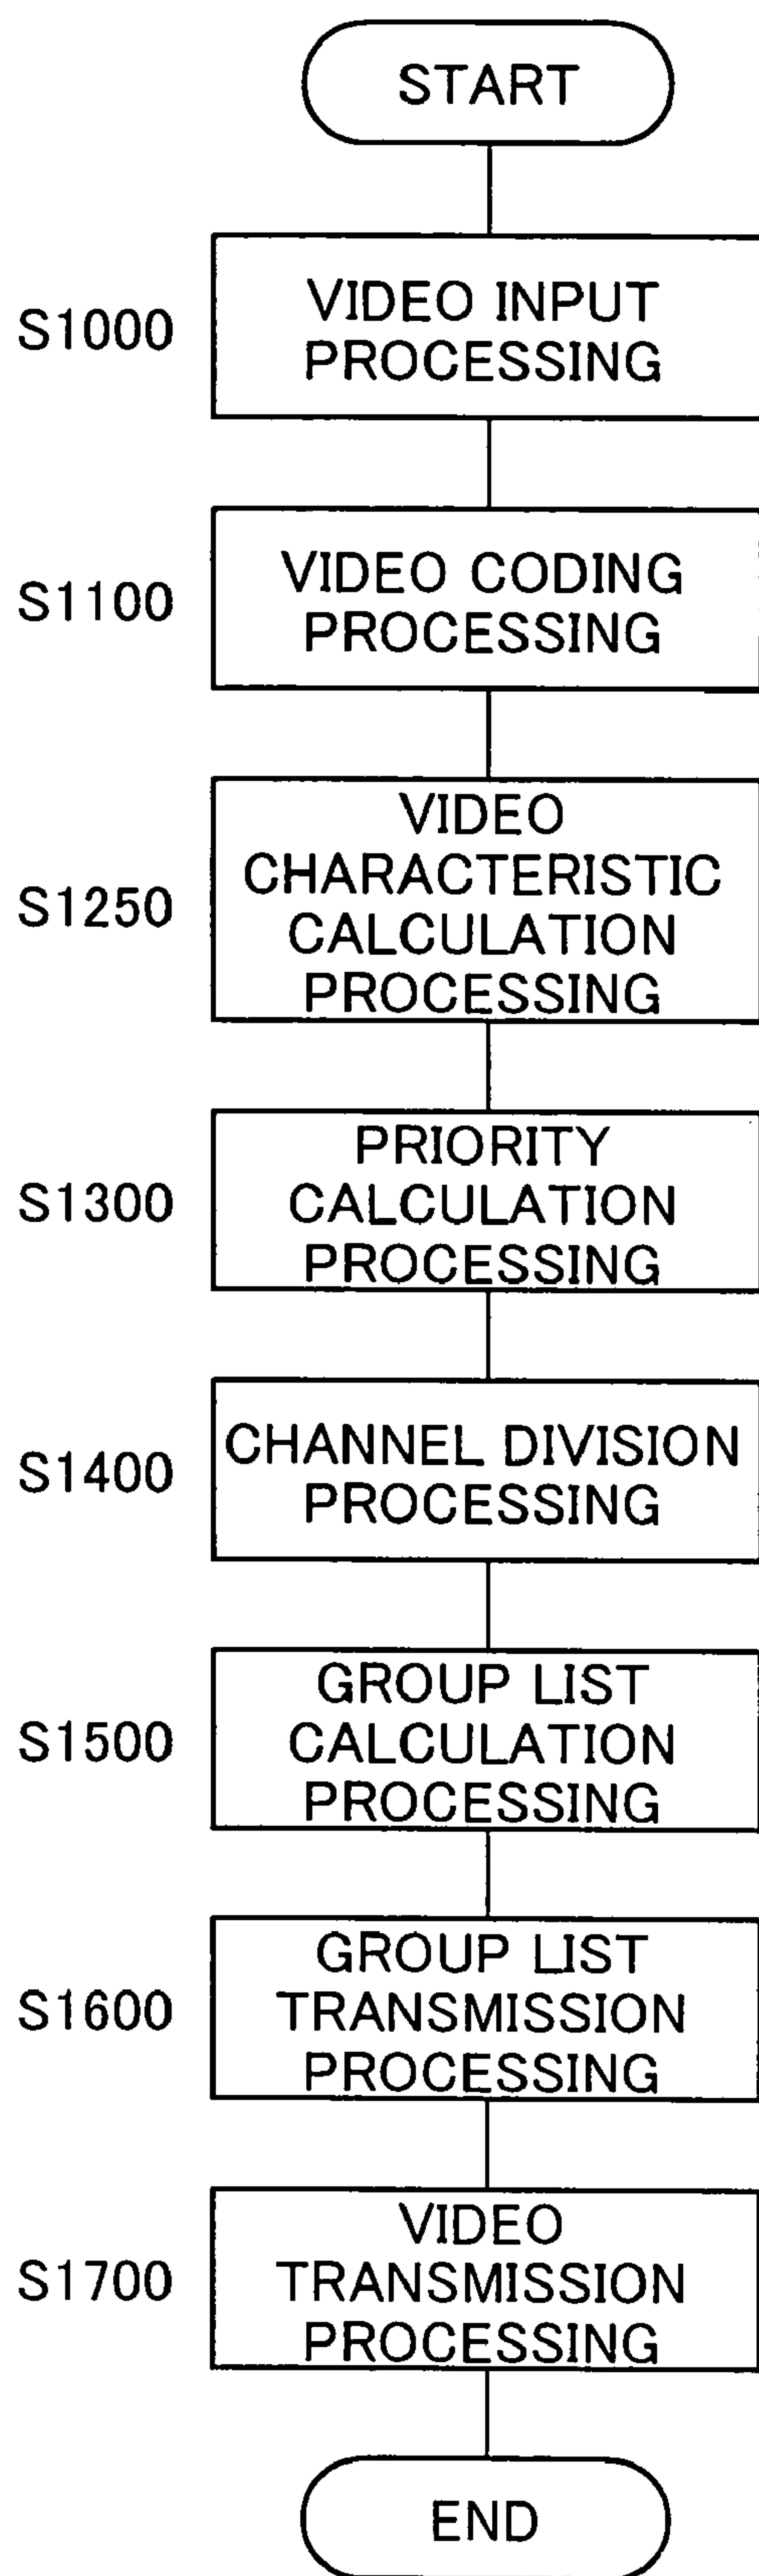 START
S1000
VIDEO INPUT
PROCESSING
S1100
VIDEO CODING
PROCESSING
S1250
VIDEO
CHARACTERISTIC
CALCULATION
PROCESSING
S1300
PRIORITY
CALCULATION
PROCESSING
S1400
CHANNEL DIVISION
PROCESSING
S1500
GROUP LIST
CALCULATION
PROCESSING
S1600
GROUP LIST
TRANSMISSION
PROCESSING
S1700
VIDEO
TRANSMISSION
PROCESSING
END